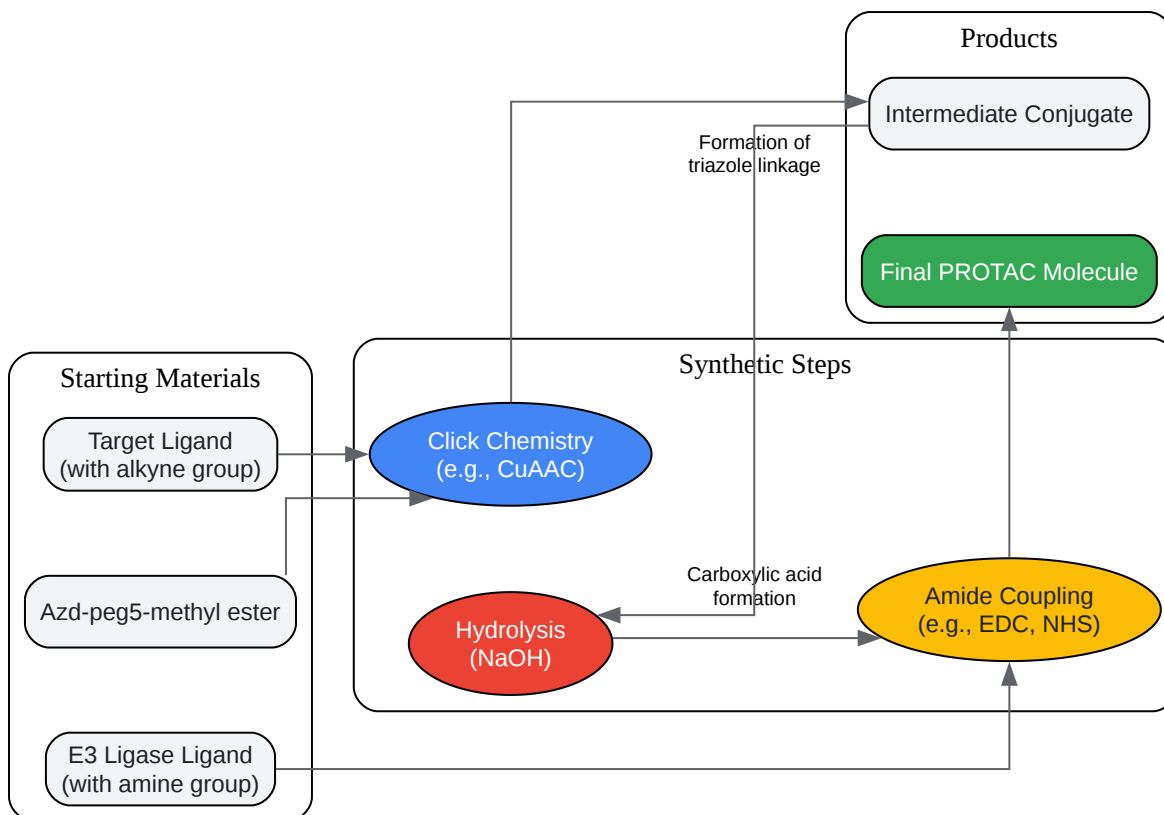 Products
Intermediate Conjugate
Formation of
triazole linkage
Final PROTAC Molecule
Starting Materials
Target Ligand
(with alkyne group)
Azd-peg5-methyl ester
E3 Ligase Ligand
(with amine group)
Synthetic Steps
Click Chemistry
(e.g., CuAAC)
Carboxylic acid
formation
Hydrolysis
(NaOH)
Amide Coupling
(e.g., EDC, NHS)